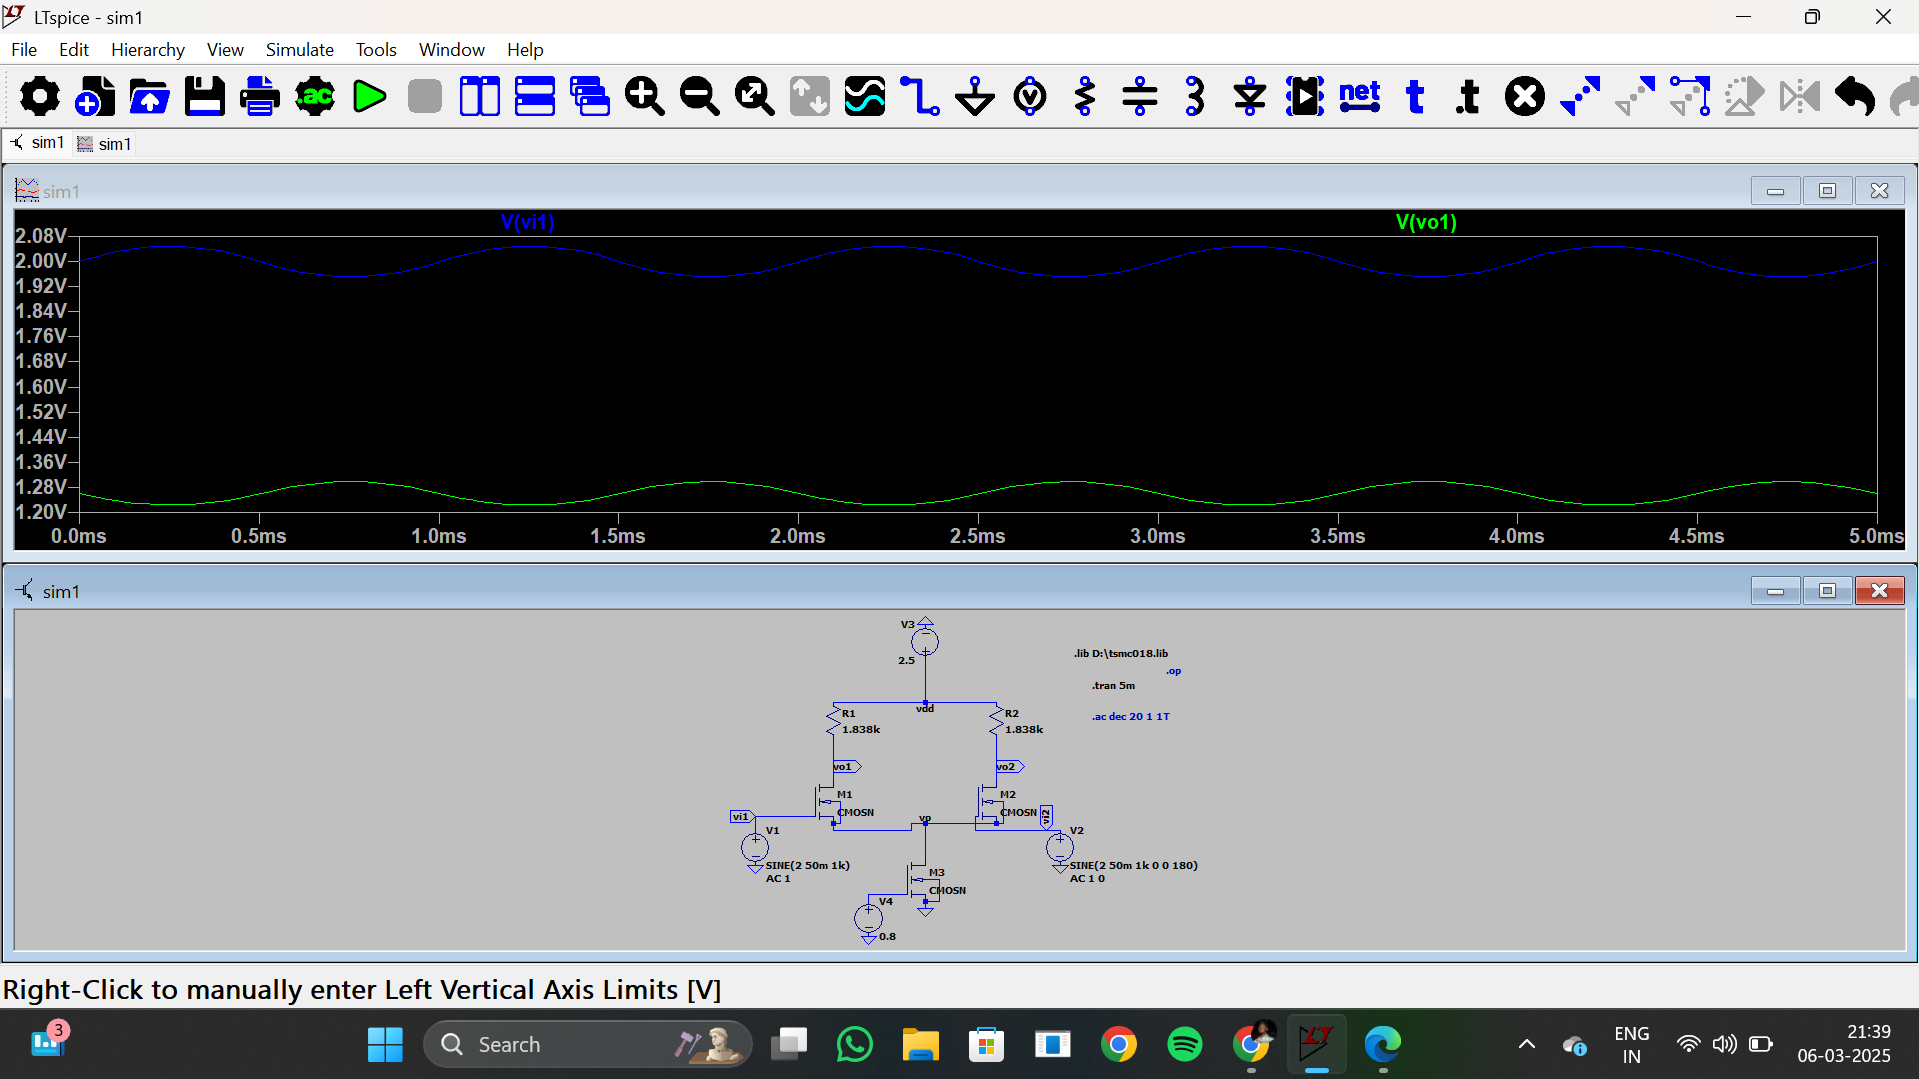 LTspice - sim1
File Edit Hierarchy View Simulate Tools Window Help
.ac net t .t
sim1 sim1
sim1
V(vi1) V(vo1)
2.08V
2.00V
1.92V
1.84V
1.76V
1.68V
1.60V
1.52V
1.44V
1.36V
1.28V
1.20V
0.0ms 0.5ms 1.0ms 1.5ms 2.0ms 2.5ms 3.0ms 3.5ms 4.0ms 4.5ms 5.0ms
sim1
V3
2.5
.lib D:\tsmc018.lib
.op
.tran 5m
.ac dec 20 1 1T
vdd
R1
1.838k
R2
1.838k
vo1
vo2
M1
CMOSN
M2
CMOSN
vi1
vp
vi2
V1
SINE(2 50m 1k)
AC 1
V2
SINE(2 50m 1k 0 0 180)
AC 1 0
M3
CMOSN
V4
0.8
Right-Click to manually enter Left Vertical Axis Limits [V]
3
Search
ENG
IN
21:39
06-03-2025